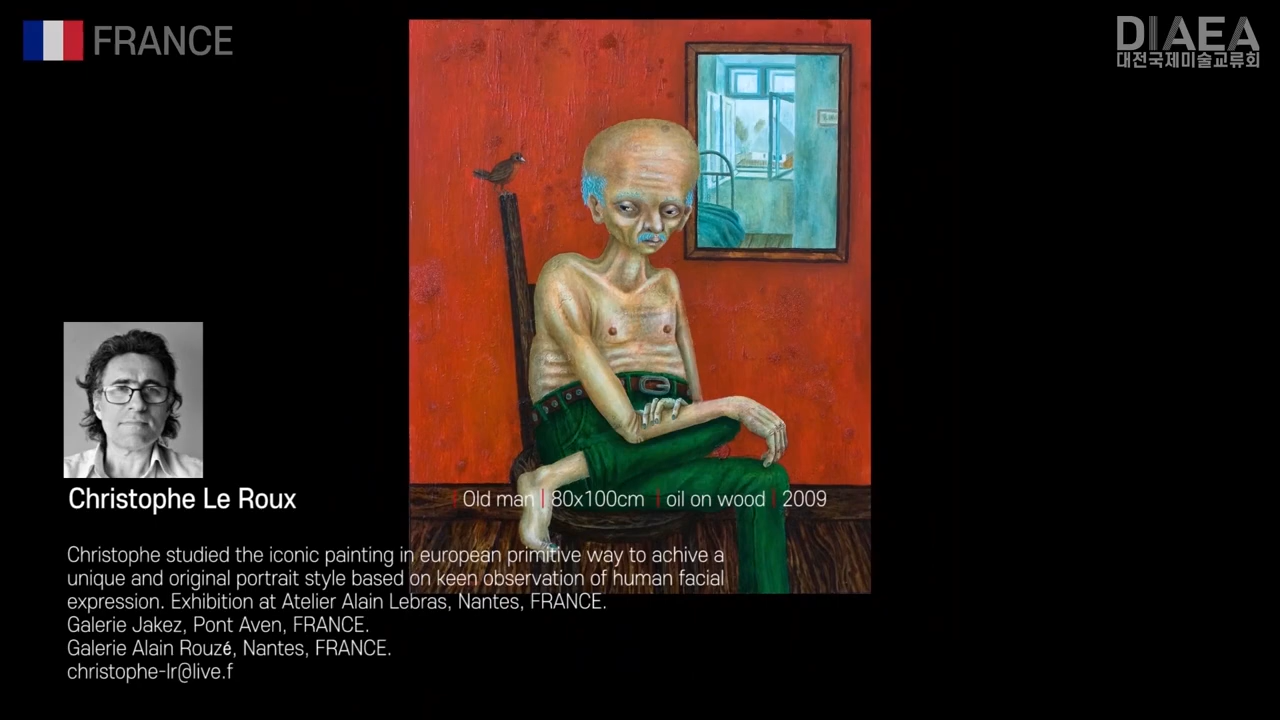 FRANCE
DIAEA
대전국제미술교류회
Christophe Le Roux
Old man | 80x100cm | oil on wood | 2009
Christophe studied the iconic painting in european primitive way to achive a
unique and original portrait style based on keen observation of human facial
expression. Exhibition at Atelier Alain Lebras, Nantes, FRANCE.
Galerie Jakez, Pont Aven, FRANCE.
Galerie Alain Rouzé, Nantes, FRANCE.
christophe-lr@live.f